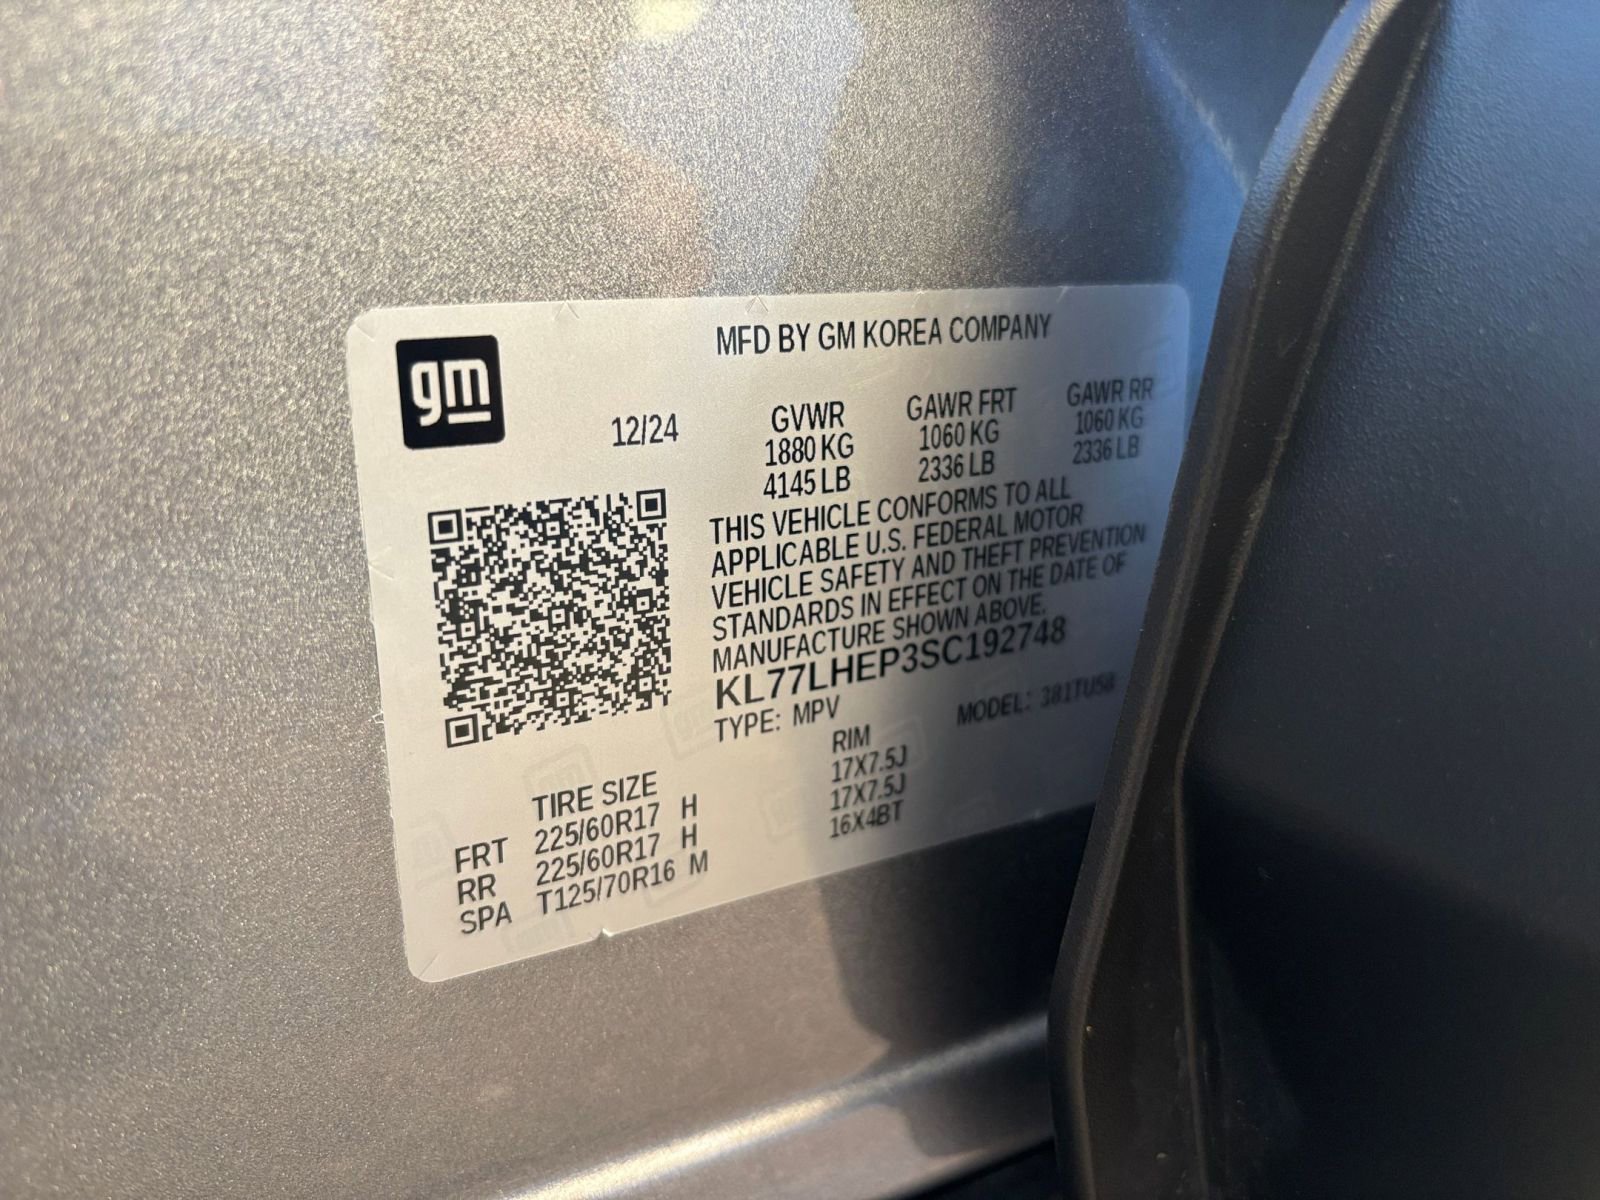 gm
MFD BY GM KOREA COMPANY
12/24
GVWR GAWR FRT GAWR RR
1880 KG 1060 KG 1060 KG
4145 LB 2336 LB 2336 LB
THIS VEHICLE CONFORMS TO ALL
APPLICABLE U.S. FEDERAL MOTOR
VEHICLE SAFETY AND THEFT PREVENTION
STANDARDS IN EFFECT ON THE DATE OF
MANUFACTURE SHOWN ABOVE.
KL77LHEP3SC192748
TYPE: MPV MODEL: 381TU58
TIRE SIZE RIM
FRT 225/60R17 H 17X7.5J
RR 225/60R17 H 17X7.5J
SPA T125/70R16 M 16X4BT